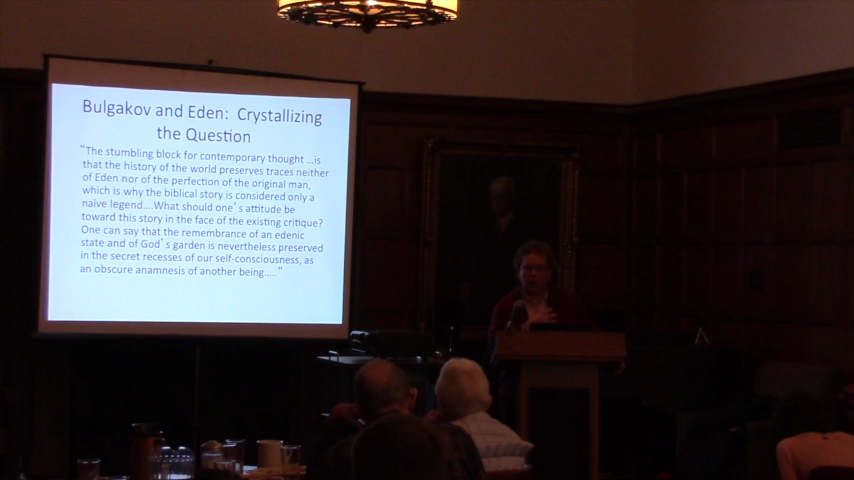 Bulgakov and Eden: Crystallizing
the Question
“The stumbling block for contemporary thought …is
that the history of the world preserves traces neither
of Eden nor of the perfection of the original man,
which is why the biblical story is considered only a
naïve legend....What should one’s attitude be
toward this story in the face of the existing critique?
One can say that the remembrance of an edenic
state and of God’s garden is nevertheless preserved
in the secret recesses of our self-consciousness, as
an obscure anamnesis of another being…..”